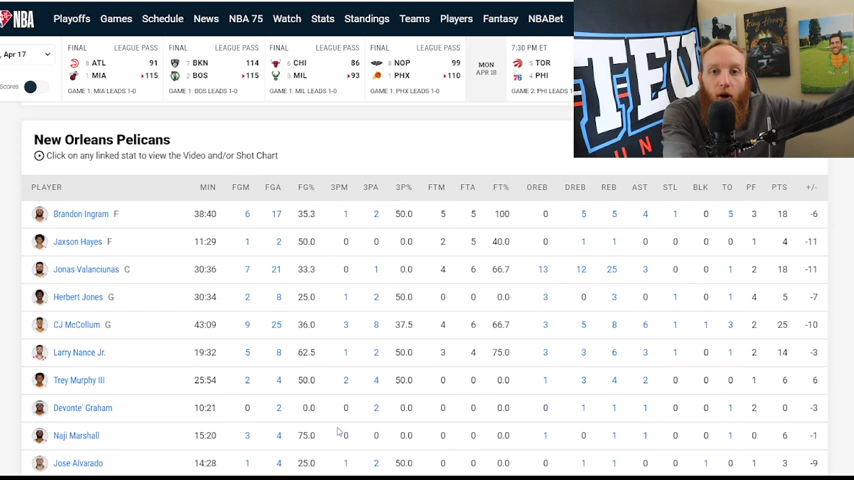 NBA Playoffs Games Schedule News NBA 75 Watch Stats Standings Teams Players Fantasy NBABet
, Apr 17
Scores
FINAL LEAGUE PASS
8 ATL 91
1 MIA 115
GAME 1: MIA LEADS 1-0
FINAL LEAGUE PASS
7 BKN 114
2 BOS 115
GAME 1: BOS LEADS 1-0
FINAL LEAGUE PASS
6 CHI 86
3 MIL 93
GAME 1: MIL LEADS 1-0
FINAL LEAGUE PASS
8 NOP 99
1 PHX 110
GAME 1: PHX LEADS 1-0
MON
APR 18
7:30 PM ET
5 TOR
4 PHI
GAME 2: PHI LEADS 1-0
TEU
UN
New Orleans Pelicans
Click on any linked stat to view the Video and/or Shot Chart
PLAYER MIN FGM FGA FG% 3PM 3PA 3P% FTM FTA FT% OREB DREB REB AST STL BLK TO PF PTS +/-
Brandon Ingram F 38:40 6 17 35.3 1 2 50.0 5 5 100 0 5 5 4 1 0 5 3 18 -6
Jaxson Hayes F 11:29 1 2 50.0 0 0 0.0 2 5 40.0 0 1 1 0 0 0 0 1 4 -11
Jonas Valanciunas C 30:36 7 21 33.3 0 1 0.0 4 6 66.7 13 12 25 3 0 0 1 2 18 -11
Herbert Jones G 30:34 2 8 25.0 1 2 50.0 0 0 0.0 3 0 3 0 1 0 1 4 5 -7
CJ McCollum G 43:09 9 25 36.0 3 8 37.5 4 6 66.7 3 5 8 6 1 1 3 2 25 -10
Larry Nance Jr. 19:32 5 8 62.5 1 2 50.0 3 4 75.0 3 3 6 3 1 0 1 2 14 -3
Trey Murphy III 25:54 2 4 50.0 2 4 50.0 0 0 0.0 1 3 4 2 0 0 0 1 6 6
Devonte' Graham 10:21 0 2 0.0 0 2 0.0 0 0 0.0 0 1 1 1 0 0 1 2 0 -3
Naji Marshall 15:20 3 4 75.0 0 0 0.0 0 0 0.0 1 0 1 1 0 0 1 0 6 -1
Jose Alvarado 14:28 1 4 25.0 1 2 50.0 0 0 0.0 0 1 1 0 0 1 0 1 3 -9